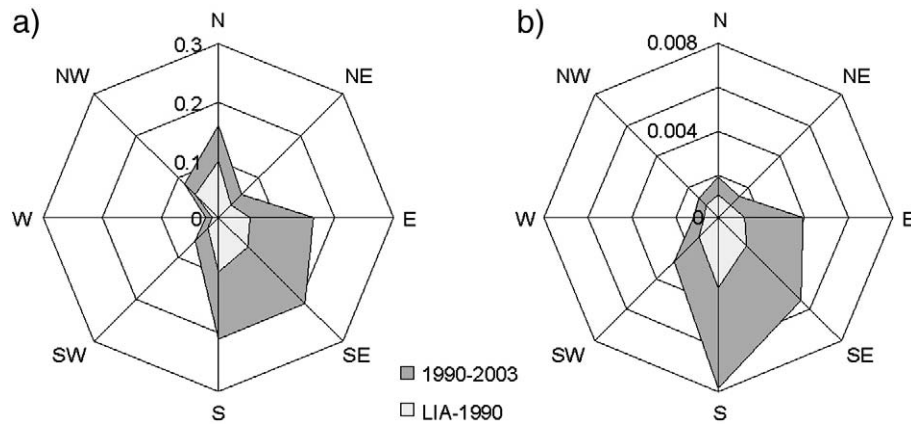 a)
N
0.3
NW
NE
0.2
0.1
W
0
E
SW
SE
S
b)
N
0.008
NW
NE
0.004
W
0
E
SW
SE
S
1990-2003
LIA-1990